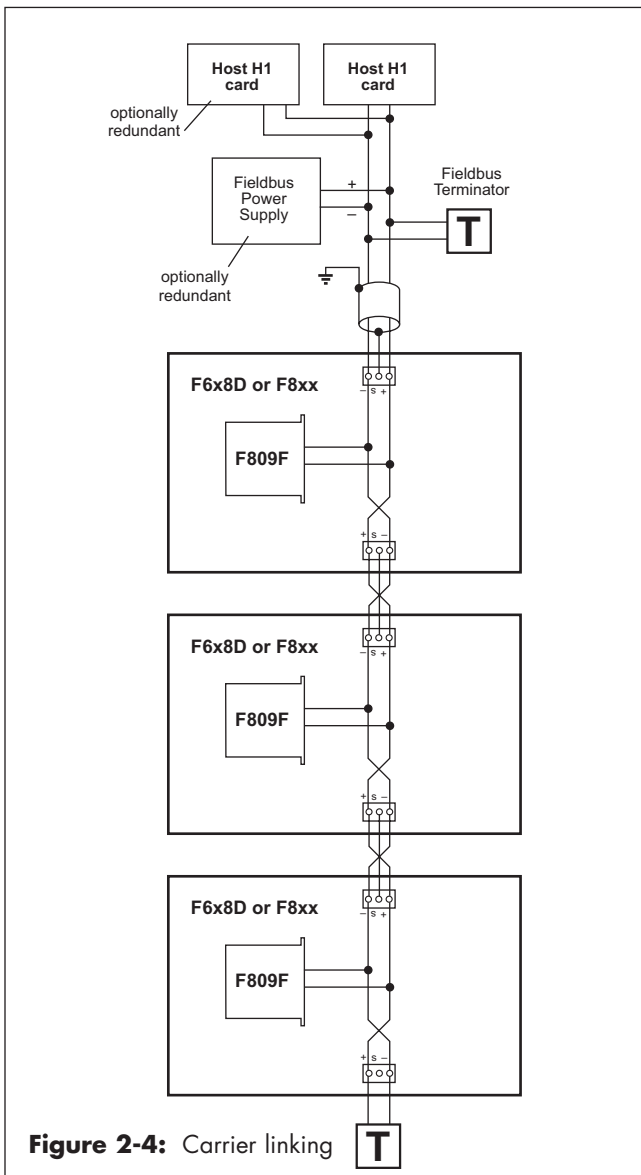 Host H1
card
Host H1
card
optionally
redundant
Fieldbus
Power
Supply
+
–
Fieldbus
Terminator
T
optionally
redundant
F6x8D or F8xx
– s +
F809F
+ s –
F6x8D or F8xx
– s +
F809F
+ s –
F6x8D or F8xx
– s +
F809F
+ s –
Figure 2-4: Carrier linking
T